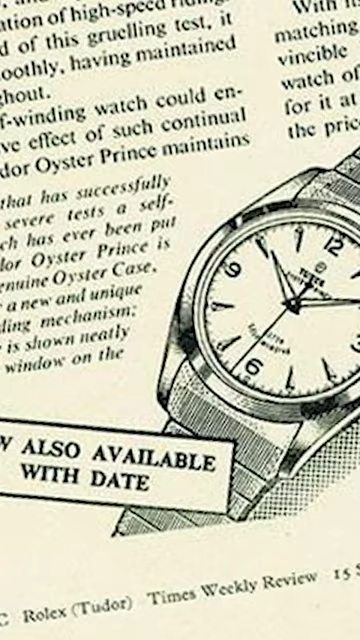 ation of high-speed riding.
d of this gruelling test, it
oothly, having maintained
ghout.
f-winding watch could en-
ve effect of such continual
dor Oyster Prince maintains
that has successfully
severe tests a self-
ch has ever been put
lor Oyster Prince is
enuine Oyster Case,
a new and unique
ding mechanism;
is shown neatly
window on the
With its
matching
vincible
watch of
for it at
the price
12
9
6
TUDOR
W ALSO AVAILABLE
WITH DATE
C Rolex (Tudor) Times Weekly Review 15 S